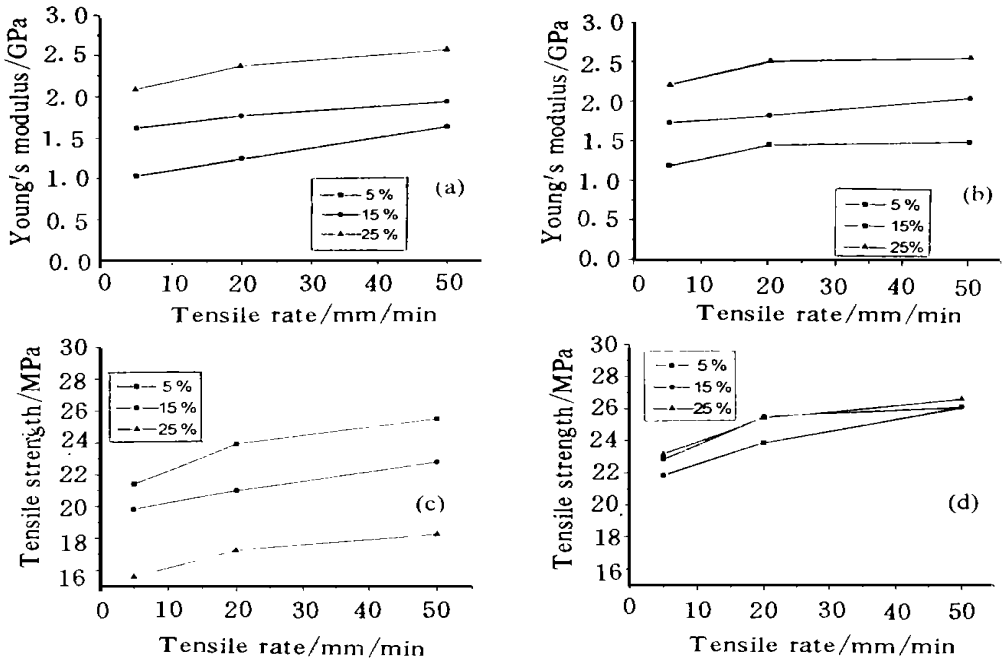 Young's modulus/GPa
3.0
2.5
2.0
1.5
1.0
0.5
0.0
5%
15%
25%
(a)
0 10 20 30 40 50
Tensile rate/mm/min
Young's modulus/GPa
3.0
2.5
2.0
1.5
1.0
0.5
0.0
5%
15%
25%
(b)
0 10 20 30 40 50
Tensile rate/mm/min
Tensile strength/MPa
30
28
26
24
22
20
18
16
5%
15%
25%
(c)
0 10 20 30 40 50
Tensile rate/mm/min
Tensile strength/MPa
30
28
26
24
22
20
18
16
5%
15%
25%
(d)
0 10 20 30 40 50
Tensile rate/mm/min